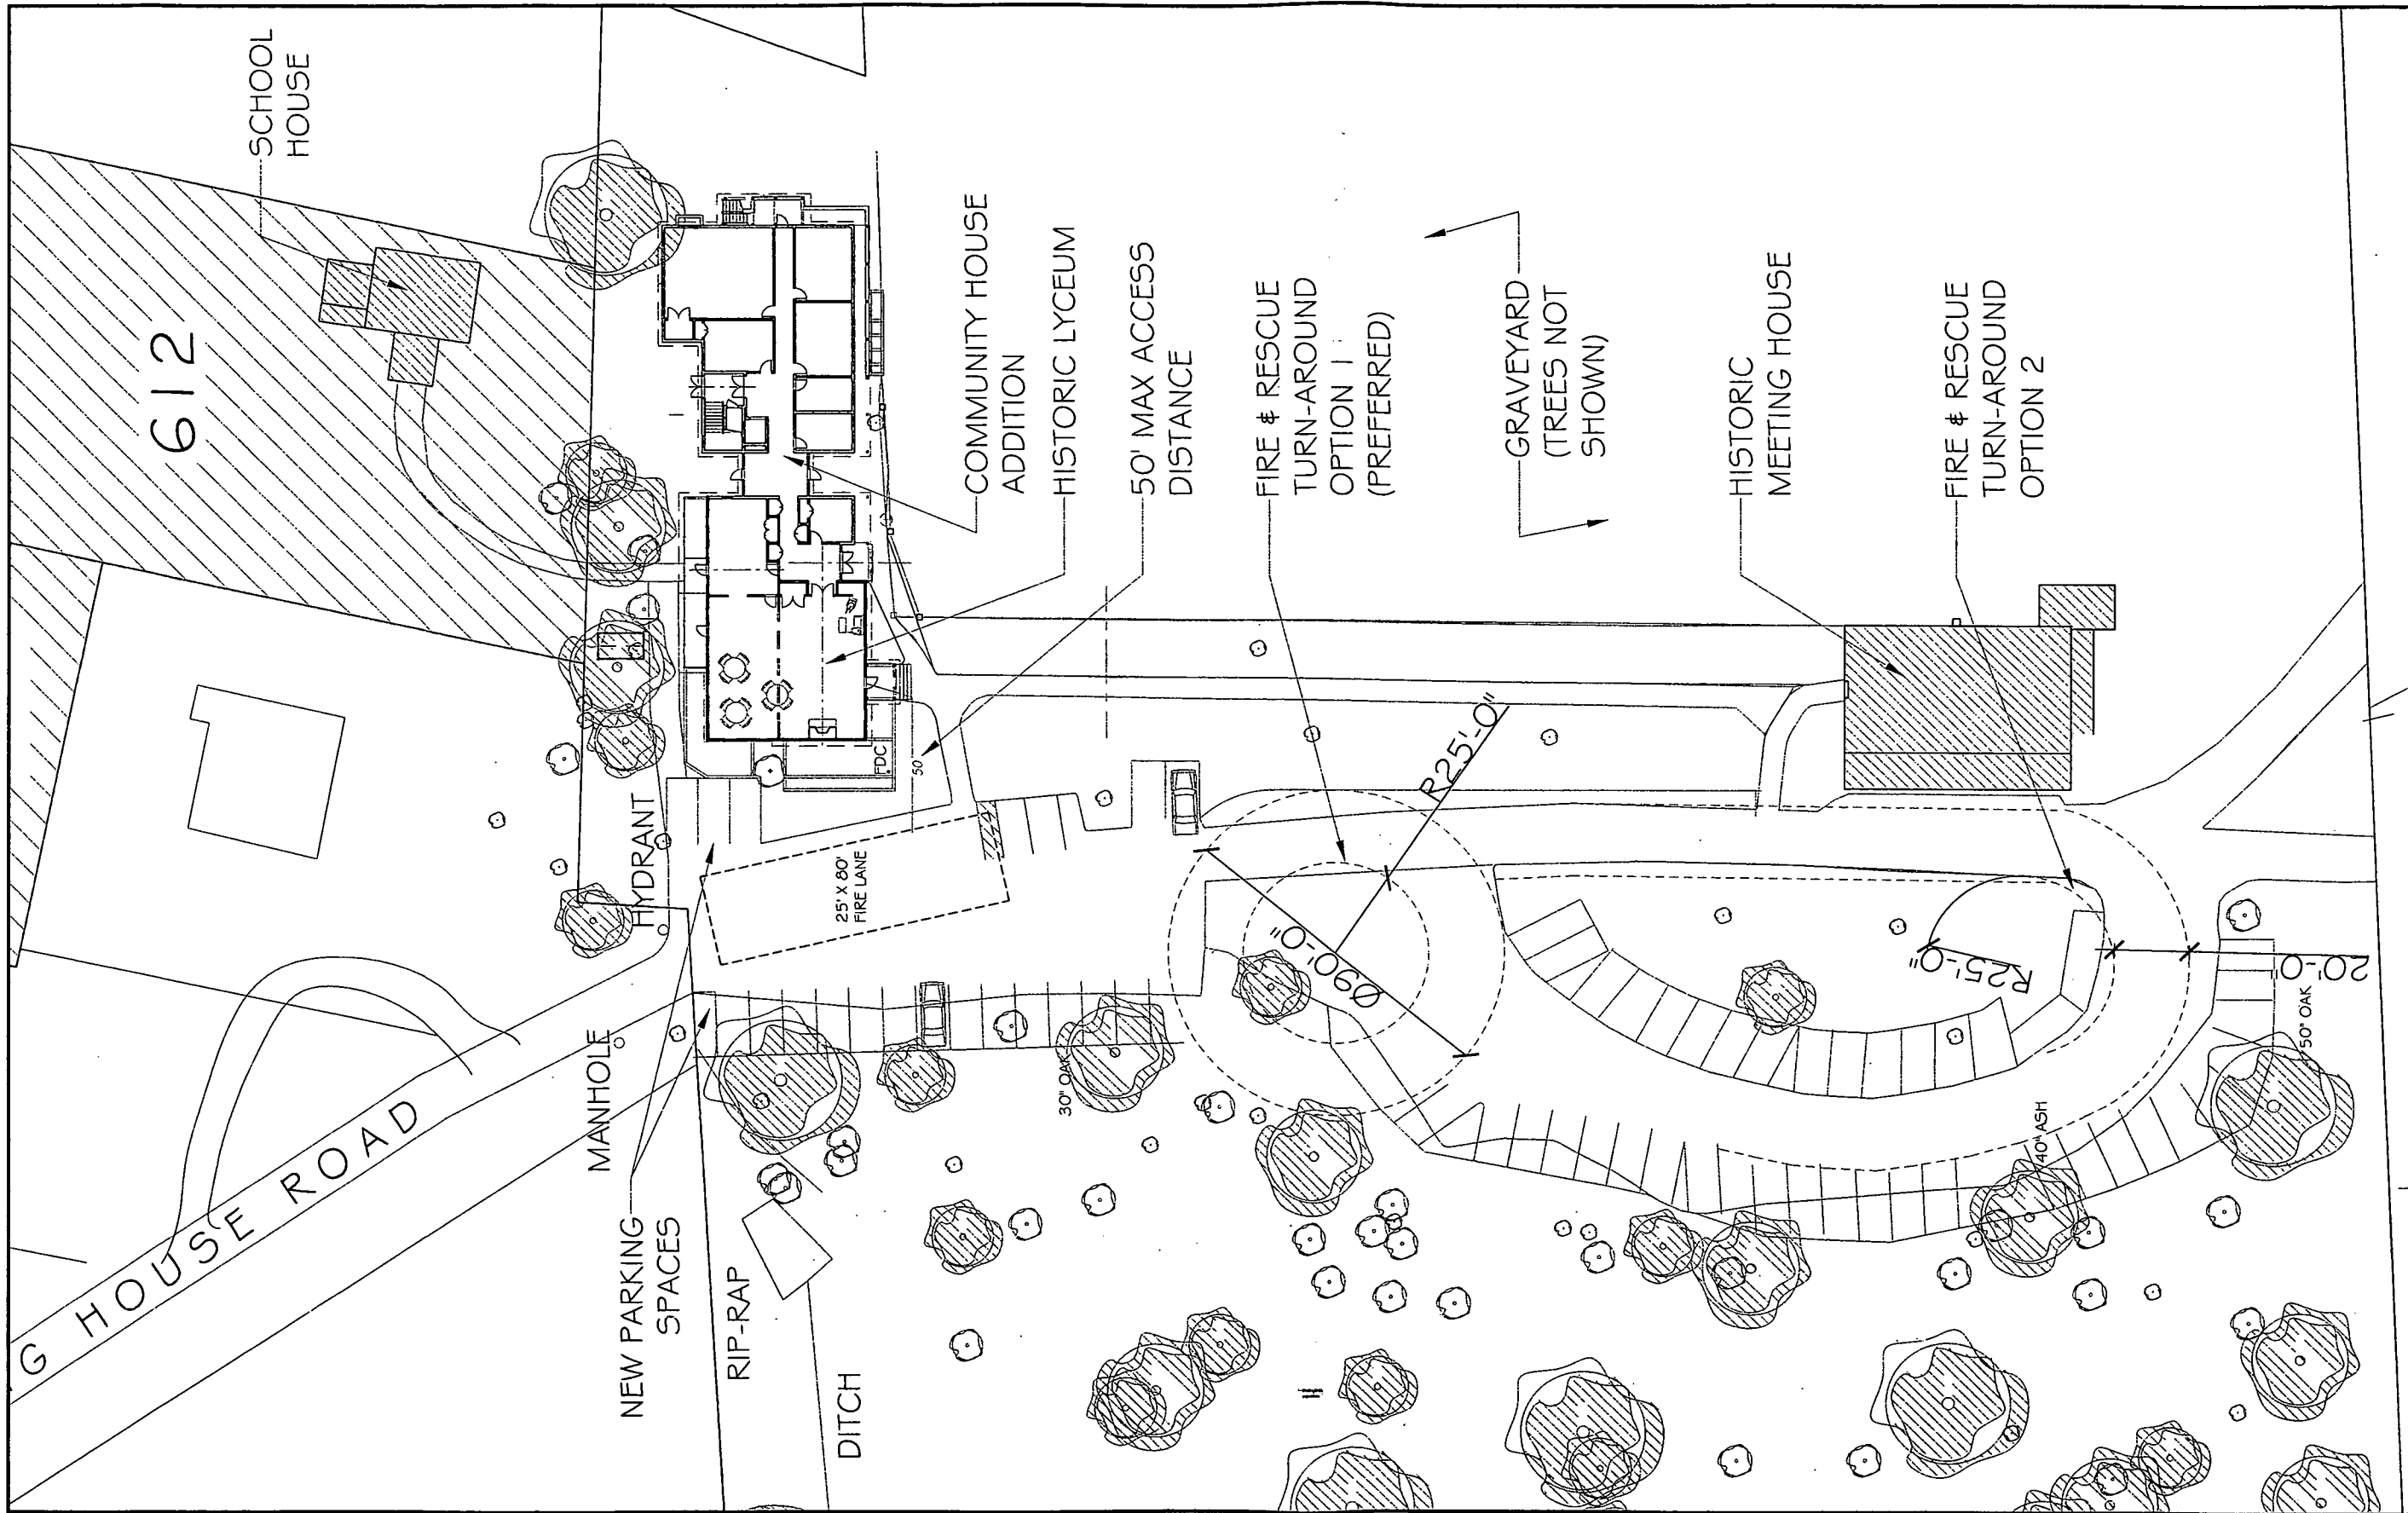 SCHOOL
HOUSE
612
COMMUNITY HOUSE
ADDITION
HISTORIC LYCEUM
50' MAX ACCESS
DISTANCE
FIRE & RESCUE
TURN-AROUND
OPTION 1
(PREFERRED)
GRAVEYARD
(TREES NOT
SHOWN)
HISTORIC
MEETING HOUSE
FIRE & RESCUE
TURN-AROUND
OPTION 2
HYDRANT
25' X 80'
FIRE LANE
FDC
50'
R25'-0"
Ø90'-0"
R25'-0"
20'-0"
MANHOLE
NEW PARKING
SPACES
G HOUSE ROAD
RIP-RAP
DITCH
30" OAK
40" ASH
50" OAK